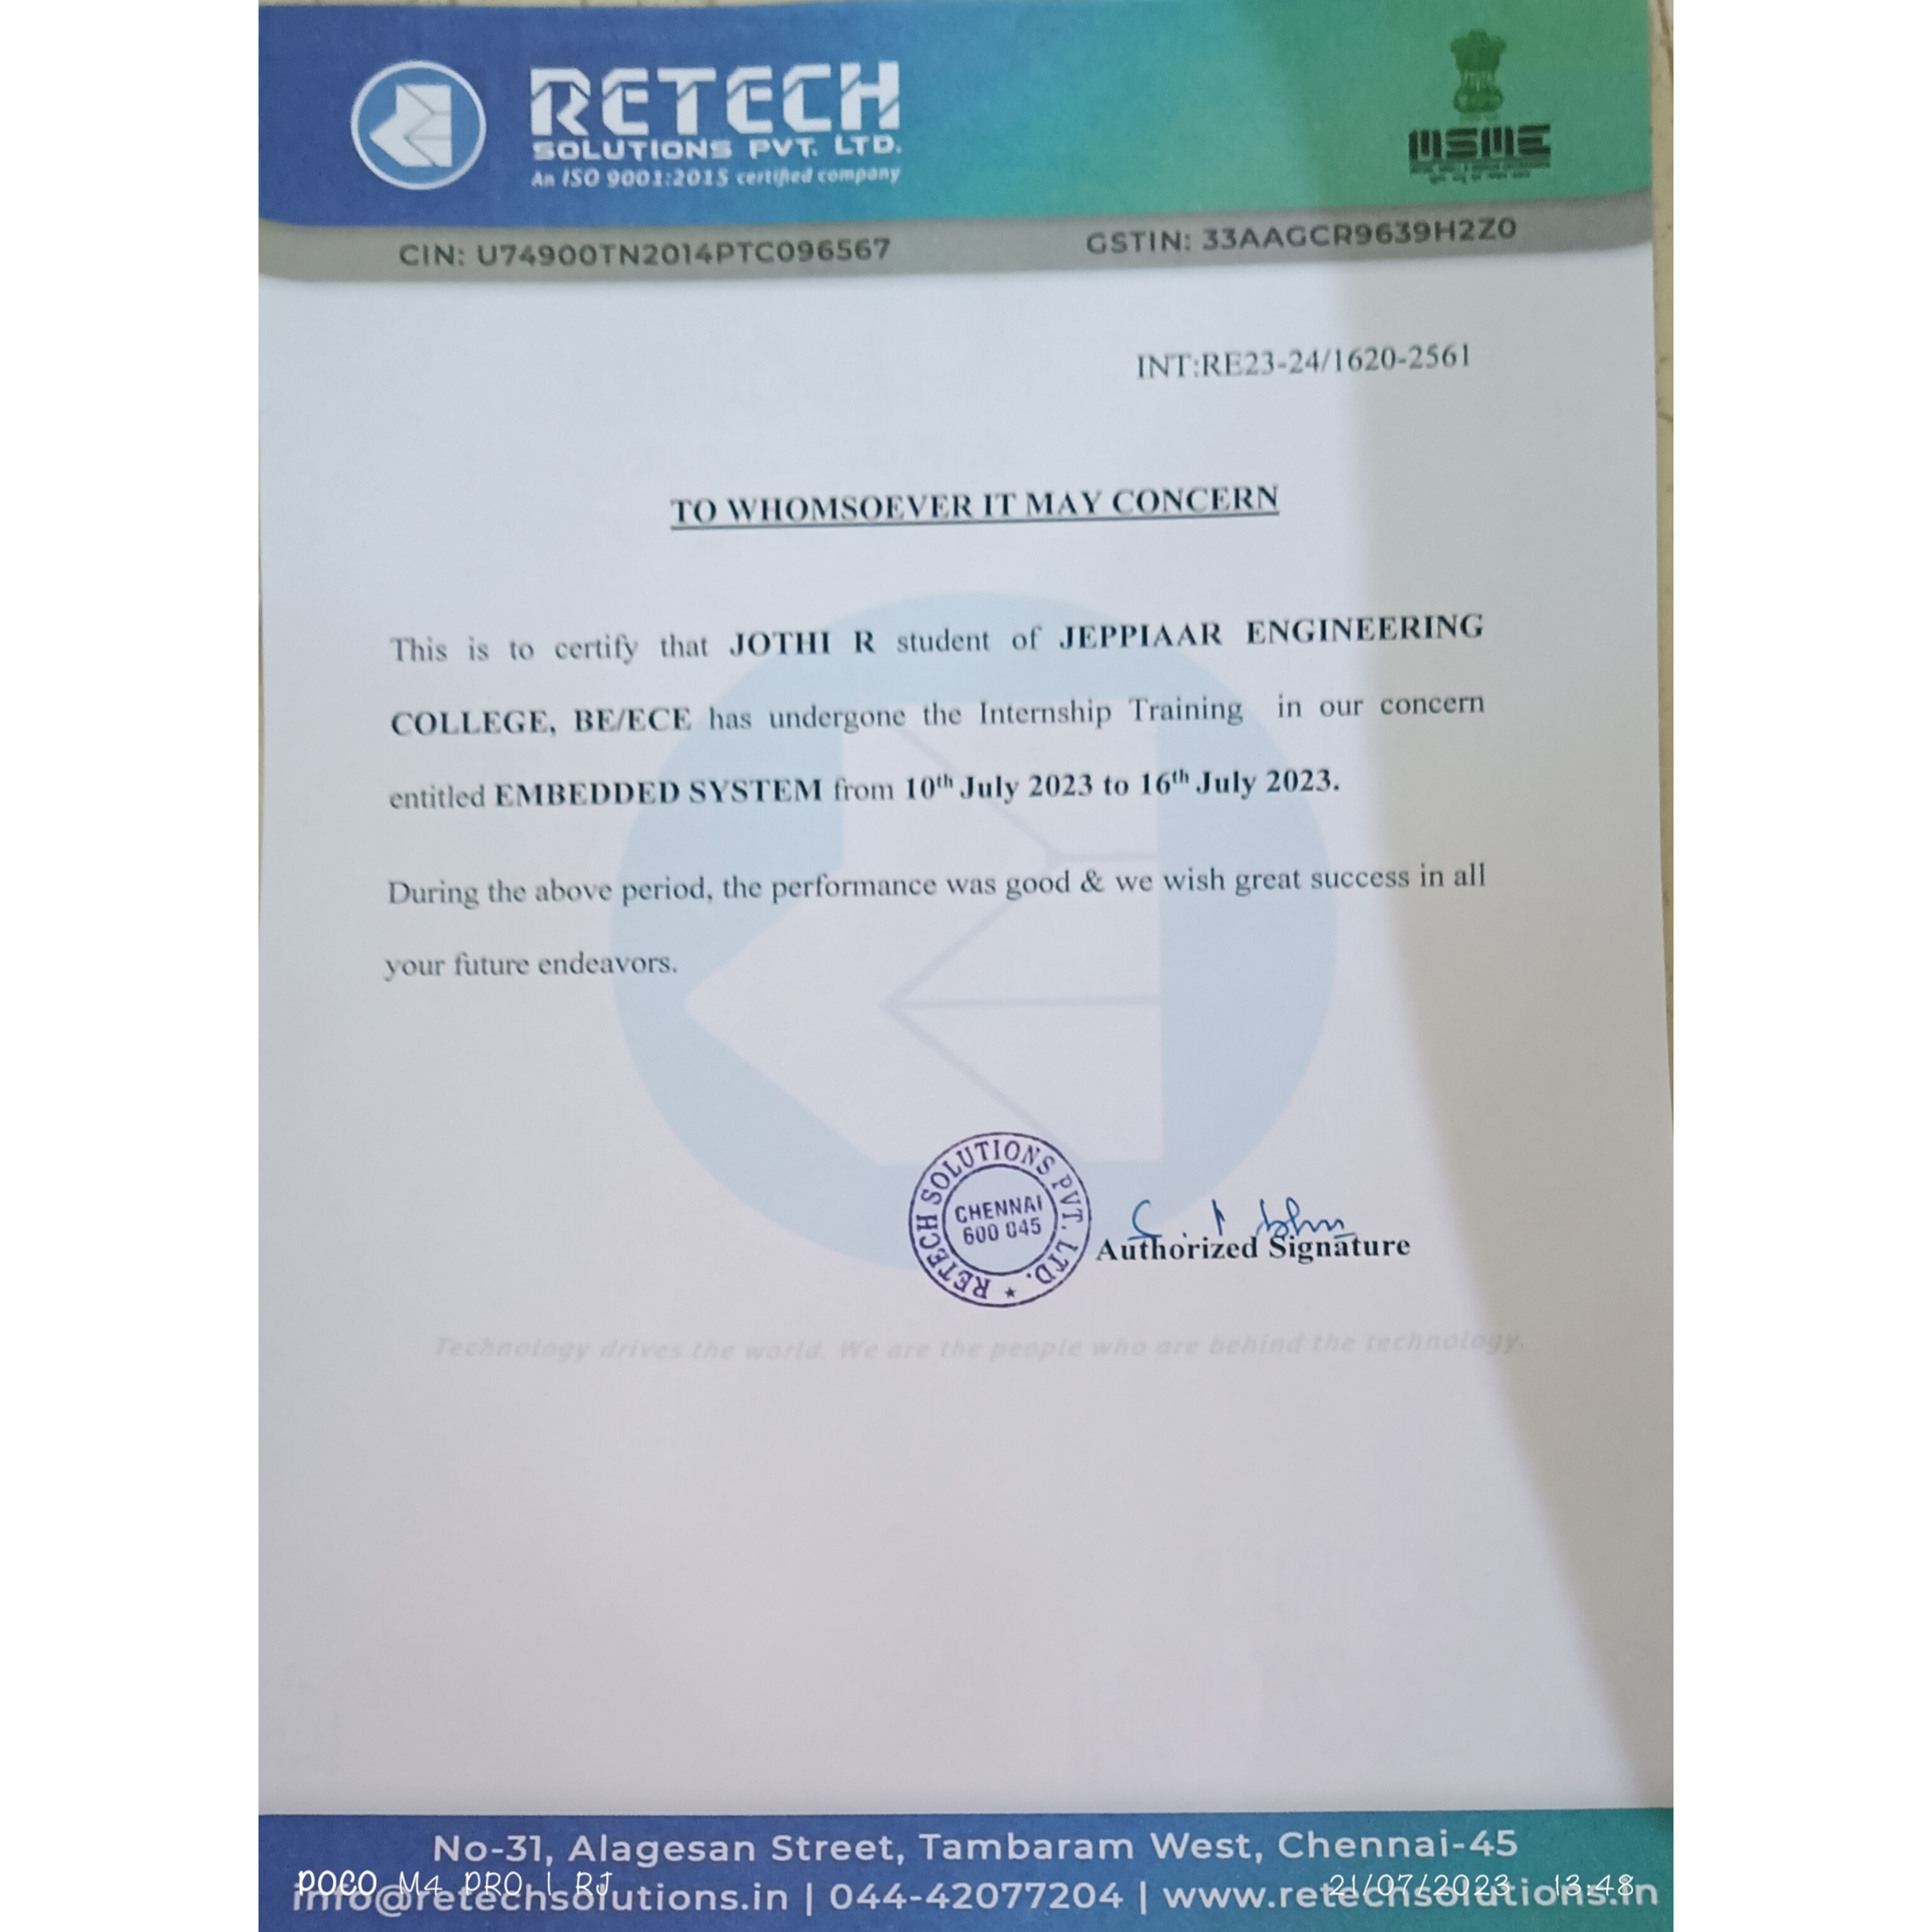 RETECH
SOLUTIONS PVT. LTD.
An ISO 9001:2015 certified company
MSME
CIN: U74900TN2014PTC096567
GSTIN: 33AAGCR9639H2Z0
INT:RE23-24/1620-2561
TO WHOMSOEVER IT MAY CONCERN
This is to certify that JOTHI R student of JEPPIAAR ENGINEERING
COLLEGE, BE/ECE has undergone the Internship Training in our concern
entitled EMBEDDED SYSTEM from 10th July 2023 to 16th July 2023.
During the above period, the performance was good & we wish great success in all
your future endeavors.
RETECH SOLUTIONS PVT. LTD.
CHENNAI
600 045
Authorized Signature
Technology drives the world. We are the people who are behind the technology.
No-31, Alagesan Street, Tambaram West, Chennai-45
info@retechsolutions.in | 044-42077204 | www.retechsolutions.in
POCO M4 PRO | RJ
21/07/2023 13:48